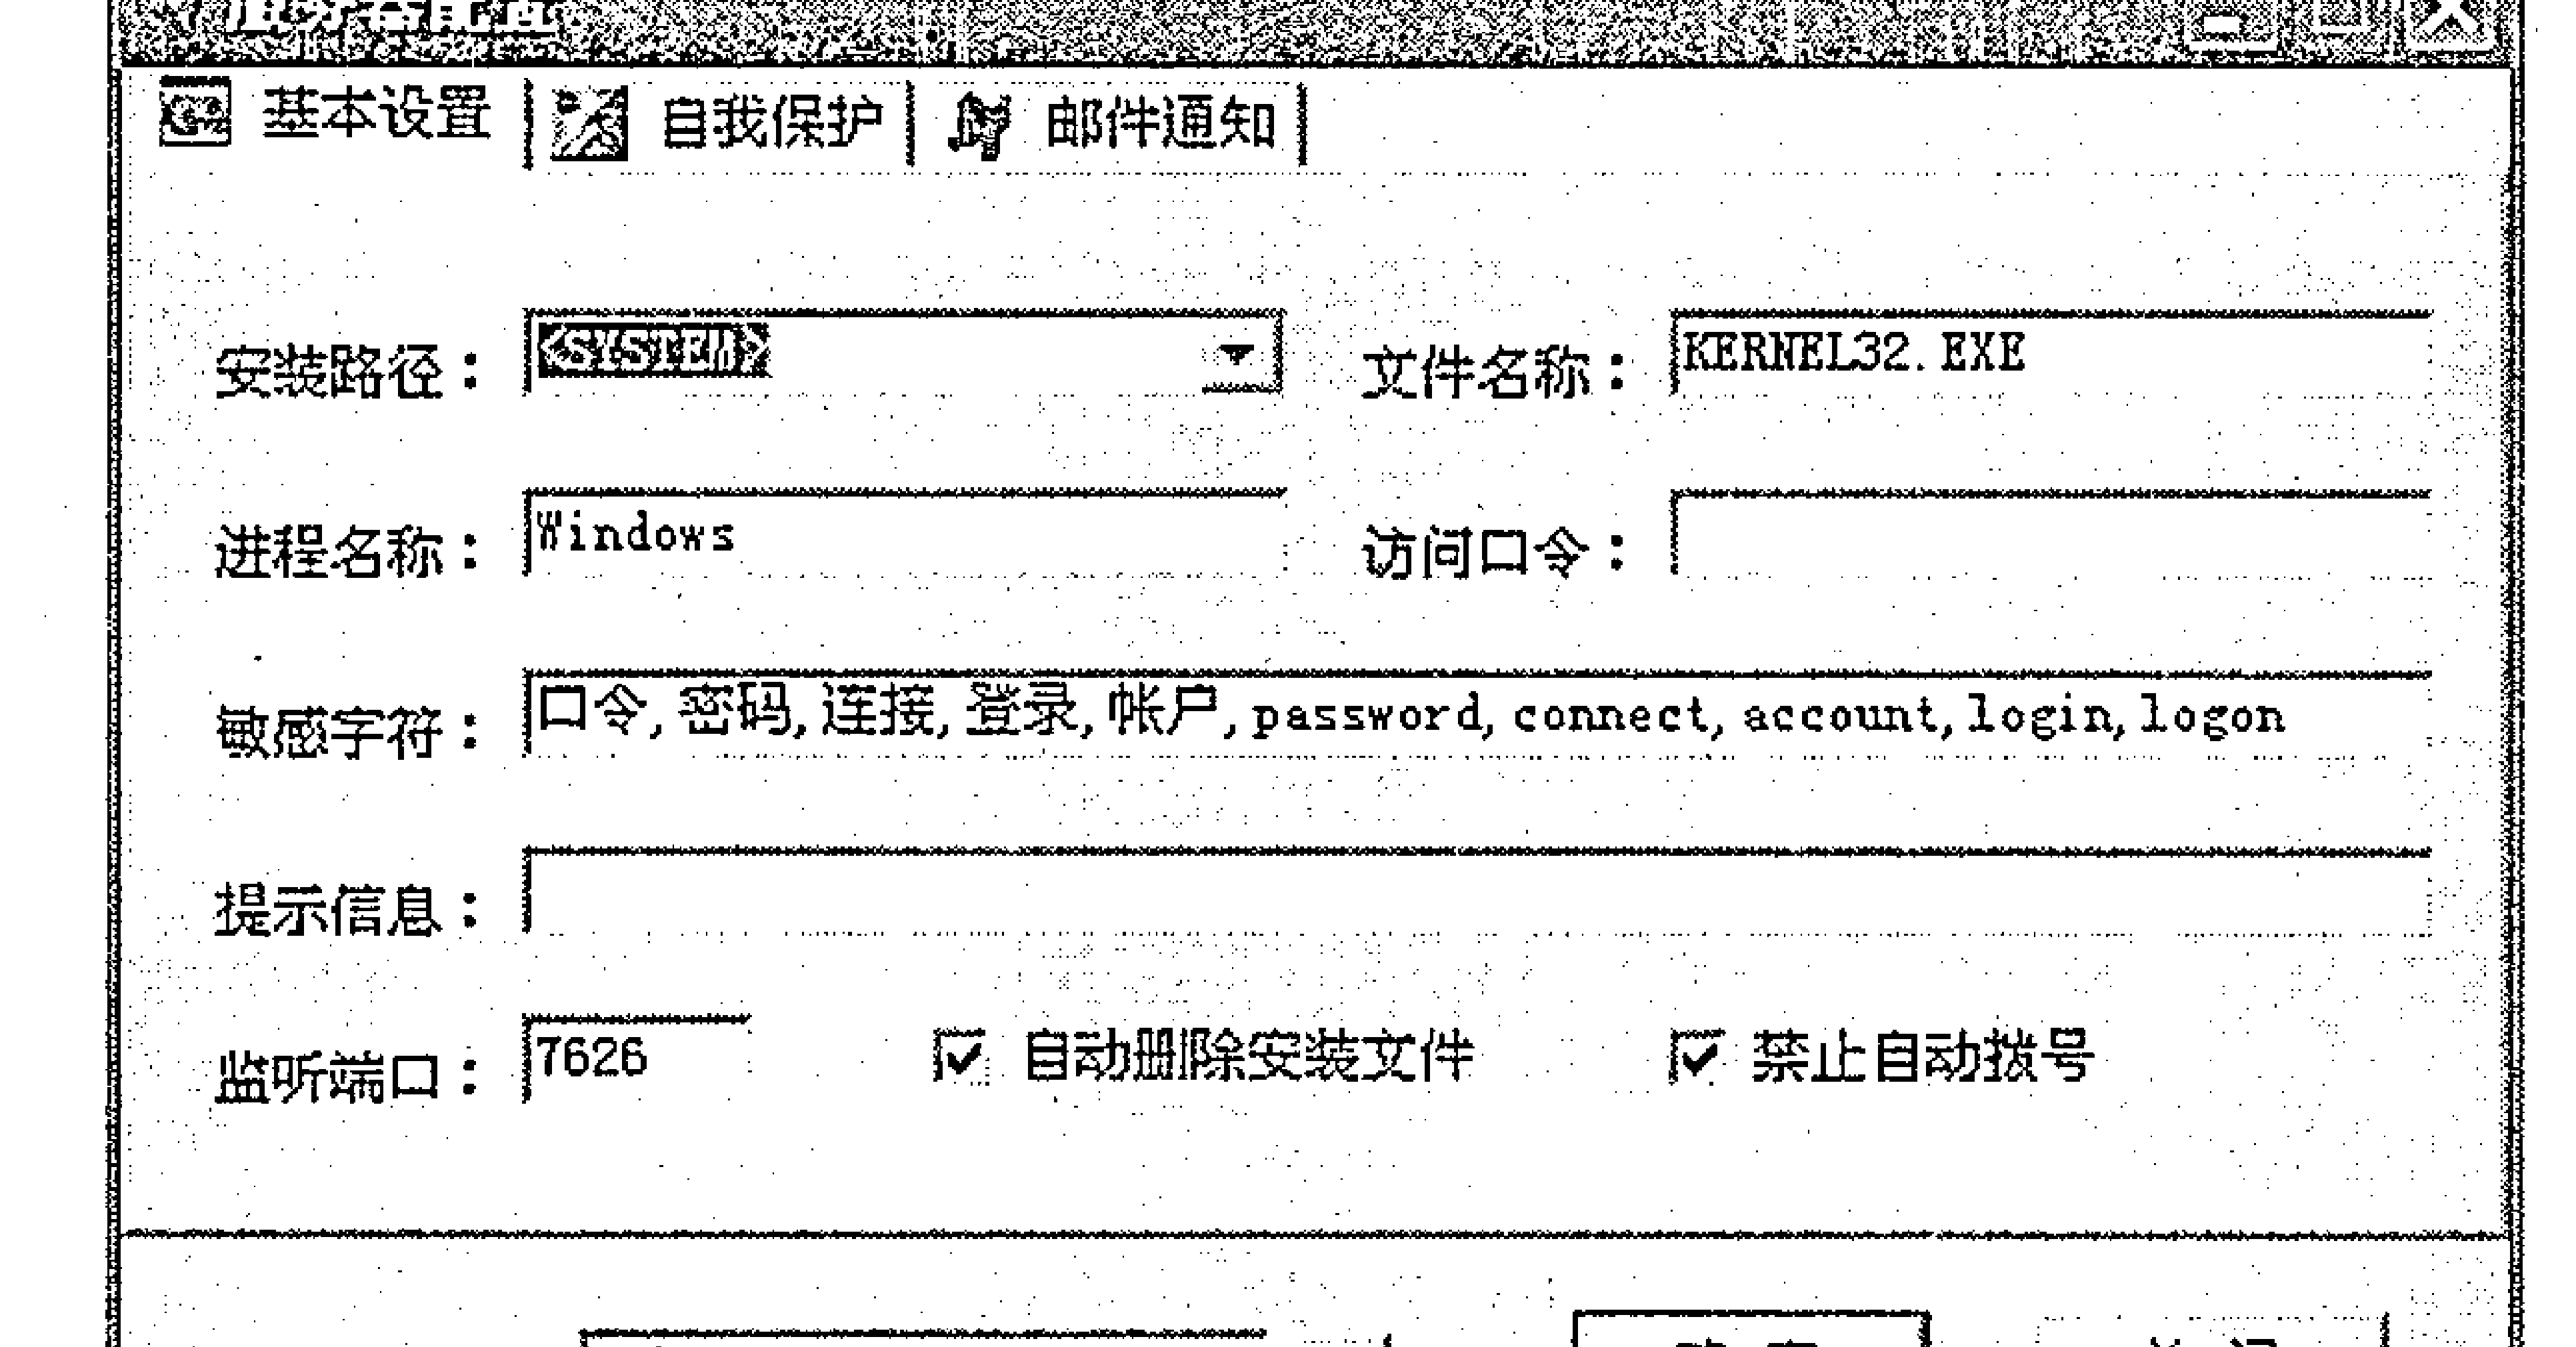 基本设置 自我保护 邮件通知
安装路径： <SYSTEM> 文件名称： KERNEL32.EXE
进程名称： Windows 访问口令：
敏感字符： 口令,密码,连接,登录,帐户,password,connect,account,login,logon
提示信息：
监听端口： 7626 自动删除安装文件 禁止自动拨号